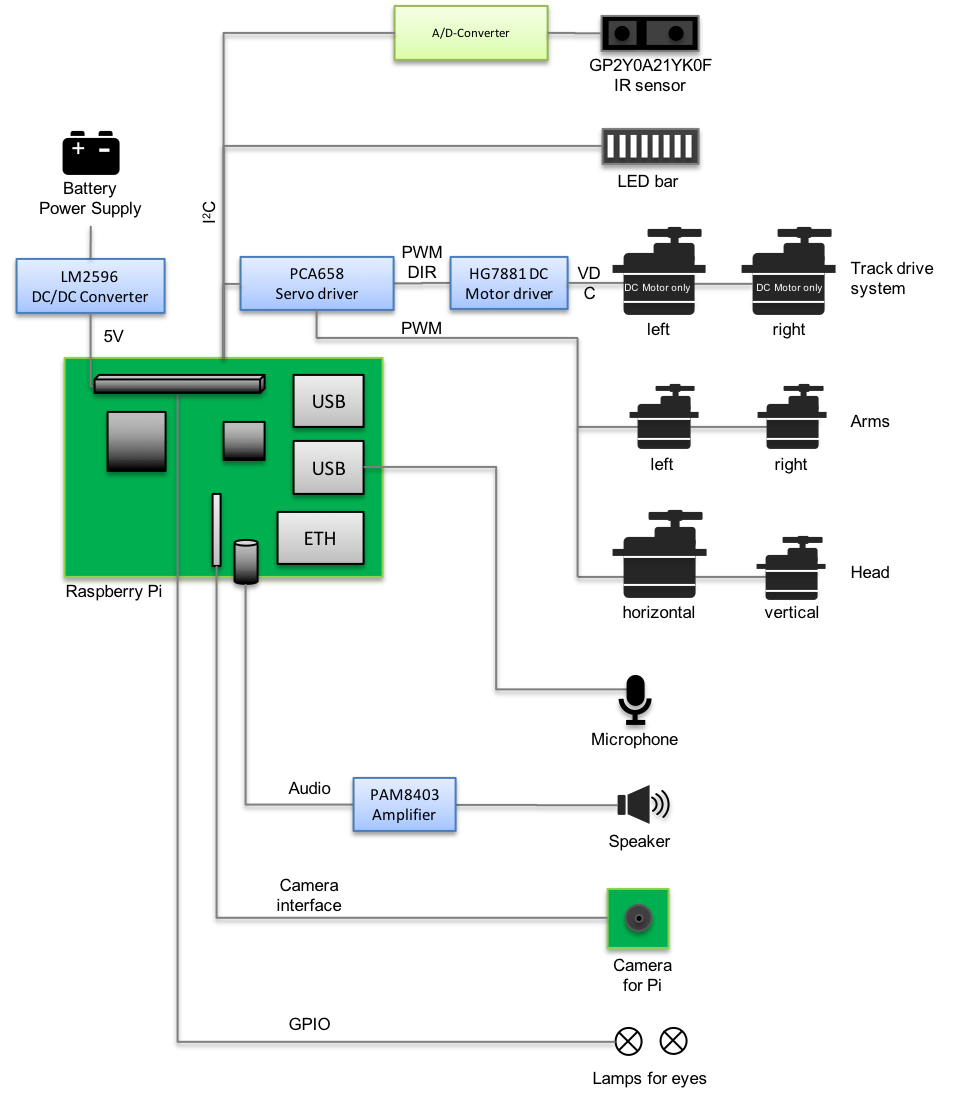 A/D-Converter
GP2Y0A21YK0F
IR sensor
LED bar
+ -
Battery
Power Supply
I²C
LM2596
DC/DC Converter
5V
PCA658
Servo driver
PWM
DIR
HG7881 DC
Motor driver
VD
C
DC Motor only
DC Motor only
left
right
Track drive
system
PWM
left
right
Arms
horizontal
vertical
Head
USB
USB
ETH
Raspberry Pi
Microphone
Audio
PAM8403
Amplifier
Speaker
Camera
interface
Camera
for Pi
GPIO
Lamps for eyes